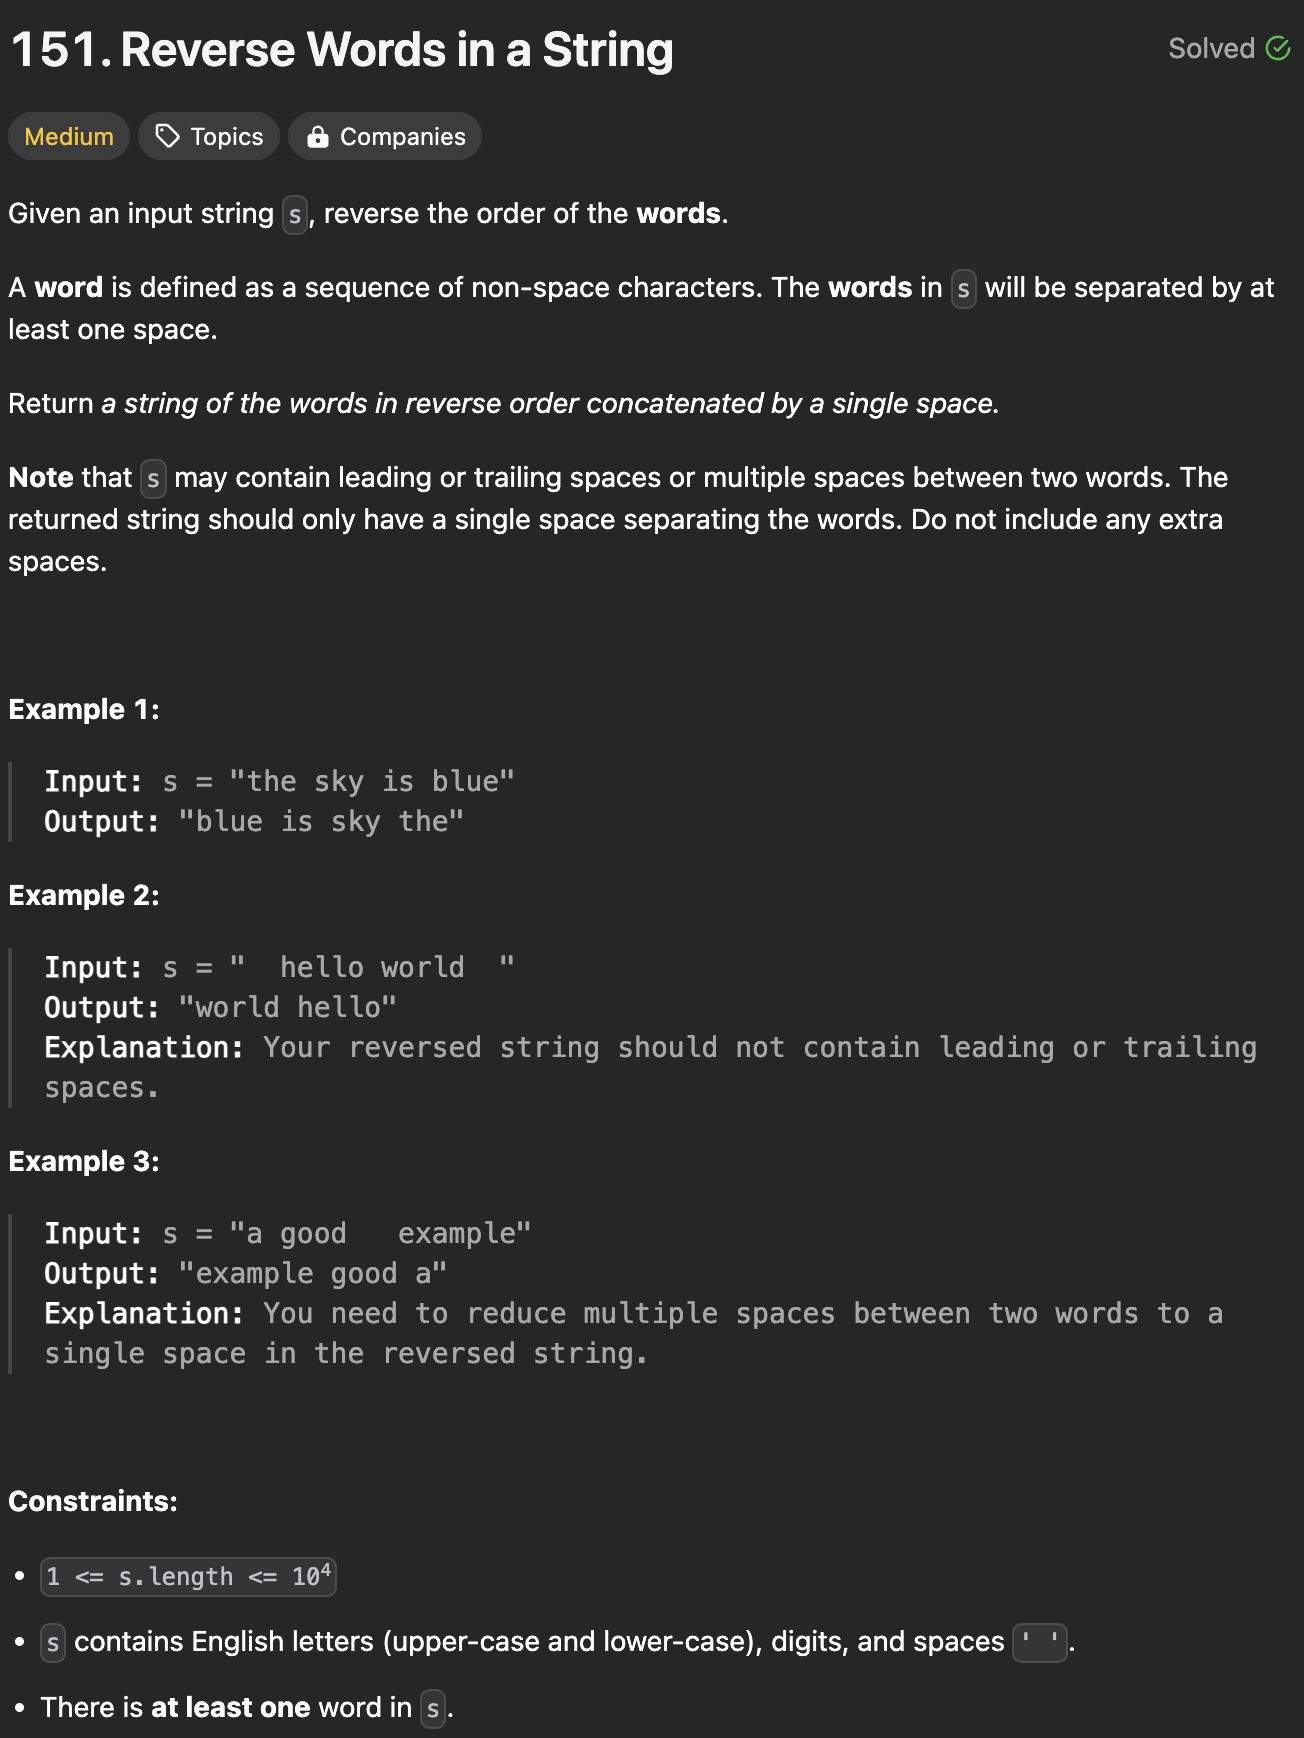 151. Reverse Words in a String
Solved
Medium
Topics
Companies
Given an input string s, reverse the order of the words.
A word is defined as a sequence of non-space characters. The words in s will be separated by at
least one space.
Return a string of the words in reverse order concatenated by a single space.
Note that s may contain leading or trailing spaces or multiple spaces between two words. The
returned string should only have a single space separating the words. Do not include any extra
spaces.
Example 1:
Input: s = "the sky is blue"
Output: "blue is sky the"
Example 2:
Input: s = "  hello world  "
Output: "world hello"
Explanation: Your reversed string should not contain leading or trailing
spaces.
Example 3:
Input: s = "a good   example"
Output: "example good a"
Explanation: You need to reduce multiple spaces between two words to a
single space in the reversed string.
Constraints:
• 1 <= s.length <= 10⁴
• s contains English letters (upper-case and lower-case), digits, and spaces ' '.
• There is at least one word in s.